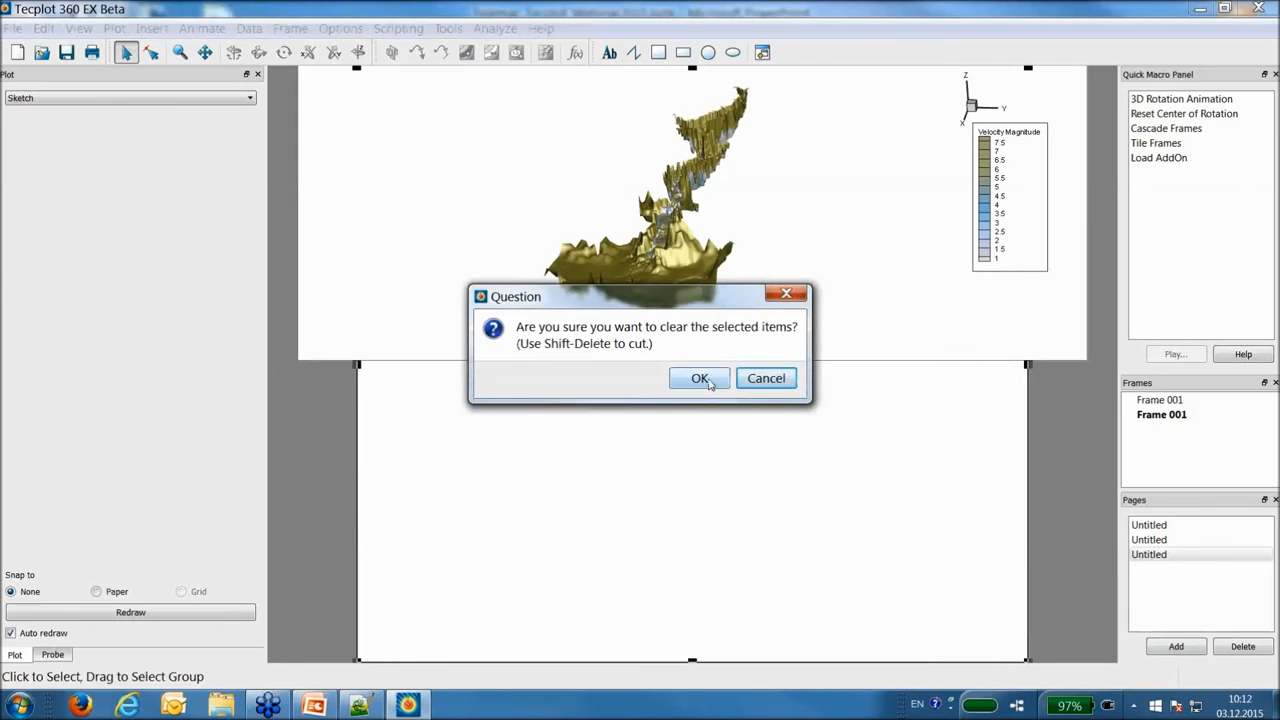 Tecplot 360 EX Beta
File Edit View Plot Insert Animate Data Frame Options Scripting Tools Analyze Help
Plot
Quick Macro Panel
Sketch
3D Rotation Animation
Reset Center of Rotation
Cascade Frames
Tile Frames
Load AddOn
Z
Y
X
Velocity Magnitude
7.5
7
6.5
6
5.5
5
4.5
4
3.5
3
2.5
2
1.5
1
Question
Are you sure you want to clear the selected items?
(Use Shift-Delete to cut.)
OK
Cancel
Play...
Help
Frames
Frame 001
Frame 001
Pages
Untitled
Untitled
Untitled
Add
Delete
Snap to
None
Paper
Grid
Redraw
Auto redraw
Plot
Probe
Click to Select, Drag to Select Group
EN
97%
10:12
03.12.2015